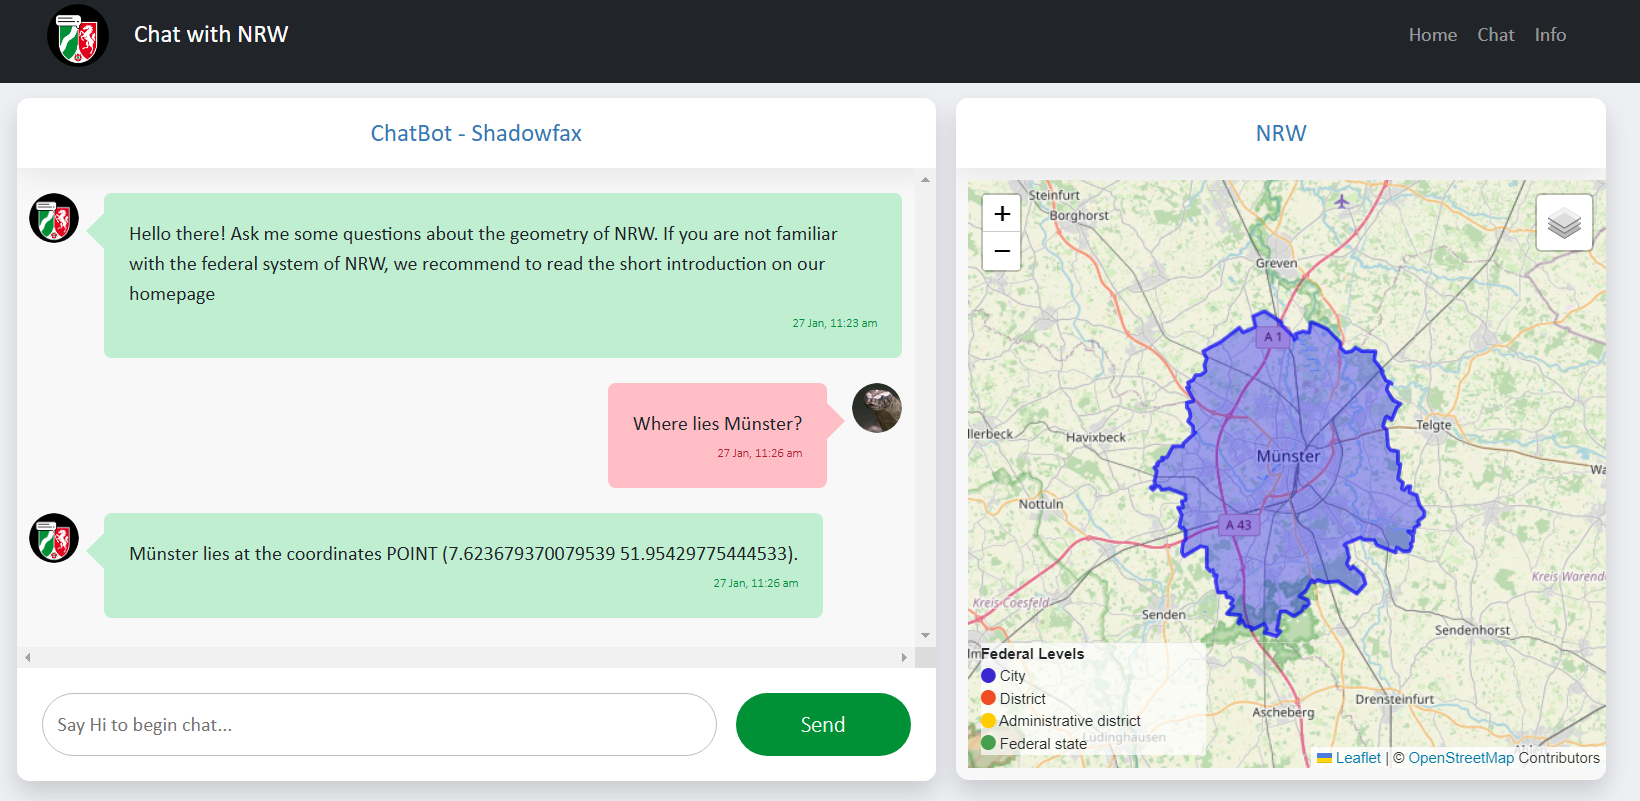 Chat with NRW
Home Chat Info
ChatBot - Shadowfax
Hello there! Ask me some questions about the geometry of NRW. If you are not familiar
with the federal system of NRW, we recommend to read the short introduction on our
homepage
27 Jan, 11:23 am
Where lies Münster?
27 Jan, 11:26 am
Münster lies at the coordinates POINT (7.623679370079539 51.95429775444533).
27 Jan, 11:26 am
Say Hi to begin chat...
Send
NRW
+
−
Steinfurt
Borghorst
Greven
A 1
Telgte
llerbeck
Havixbeck
Münster
Wa
Nottuln
A 43
Kreis Warend
Kreis Coesfeld
Senden
Sendenhorst
Federal Levels
City
District
Administrative district
Federal state
Drensteinfurt
Ascheberg
Lüdinghausen
Leaflet | © OpenStreetMap Contributors